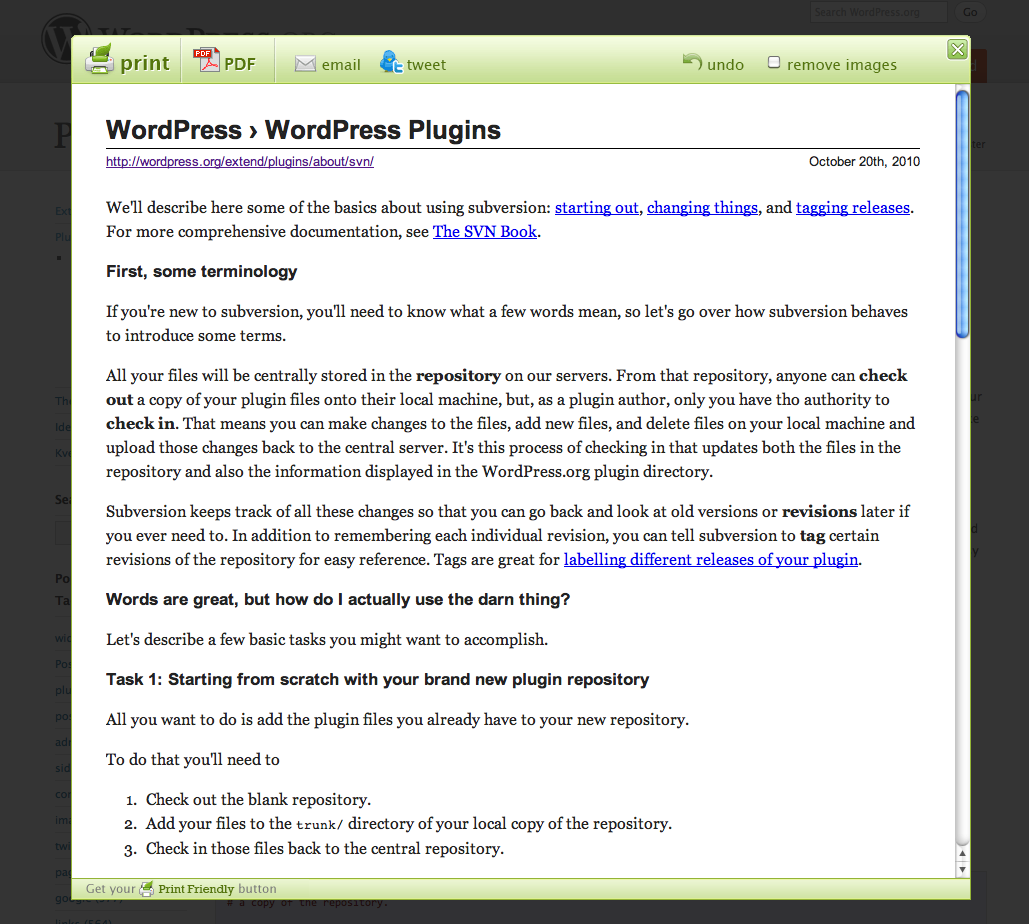 Search WordPress.org Go
print PDF email tweet undo remove images
WordPress › WordPress Plugins
http://wordpress.org/extend/plugins/about/svn/ October 20th, 2010
We'll describe here some of the basics about using subversion: starting out, changing things, and tagging releases.
For more comprehensive documentation, see The SVN Book.
First, some terminology
If you're new to subversion, you'll need to know what a few words mean, so let's go over how subversion behaves
to introduce some terms.
All your files will be centrally stored in the repository on our servers. From that repository, anyone can check
out a copy of your plugin files onto their local machine, but, as a plugin author, only you have tho authority to
check in. That means you can make changes to the files, add new files, and delete files on your local machine and
upload those changes back to the central server. It's this process of checking in that updates both the files in the
repository and also the information displayed in the WordPress.org plugin directory.
Subversion keeps track of all these changes so that you can go back and look at old versions or revisions later if
you ever need to. In addition to remembering each individual revision, you can tell subversion to tag certain
revisions of the repository for easy reference. Tags are great for labelling different releases of your plugin.
Words are great, but how do I actually use the darn thing?
Let's describe a few basic tasks you might want to accomplish.
Task 1: Starting from scratch with your brand new plugin repository
All you want to do is add the plugin files you already have to your new repository.
To do that you'll need to
1. Check out the blank repository.
2. Add your files to the trunk/ directory of your local copy of the repository.
3. Check in those files back to the central repository.
Get your Print Friendly button
# a copy of the repository.